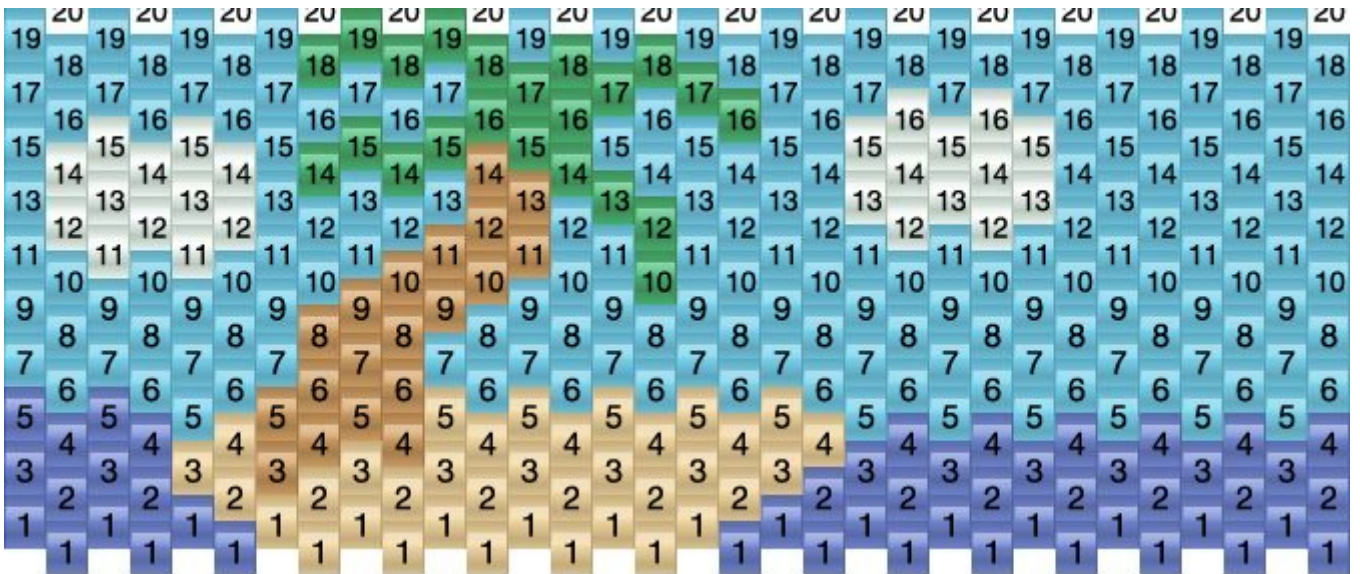 20 20 20 20 20 20 20 20 20 20 20 20 20 20 20 20
19 19 19 19 19 19 19 19 19 19 19 19 19 19 19 19
18 18 18 18 18 18 18 18 18 18 18 18 18 18 18 18
17 17 17 17 17 17 17 17 17 17 17 17 17 17 17 17
16 16 16 16 16 16 16 16 16 16 16 16 16 16 16 16
15 15 15 15 15 15 15 15 15 15 15 15 15 15 15 15
14 14 14 14 14 14 14 14 14 14 14 14 14 14 14 14
13 13 13 13 13 13 13 13 13 13 13 13 13 13 13 13
12 12 12 12 12 12 12 12 12 12 12 12 12 12 12 12
11 11 11 11 11 11 11 11 11 11 11 11 11 11 11 11
10 10 10 10 10 10 10 10 10 10 10 10 10 10 10 10
9 9 9 9 9 9 9 9 9 9 9 9 9 9 9 9
8 8 8 8 8 8 8 8 8 8 8 8 8 8 8 8
7 7 7 7 7 7 7 7 7 7 7 7 7 7 7 7
6 6 6 6 6 6 6 6 6 6 6 6 6 6 6 6
5 5 5 5 5 5 5 5 5 5 5 5 5 5 5 5
4 4 4 4 4 4 4 4 4 4 4 4 4 4 4 4
3 3 3 3 3 3 3 3 3 3 3 3 3 3 3 3
2 2 2 2 2 2 2 2 2 2 2 2 2 2 2 2
1 1 1 1 1 1 1 1 1 1 1 1 1 1 1 1
1 1 1 1 1 1 1 1 1 1 1 1 1 1 1 1